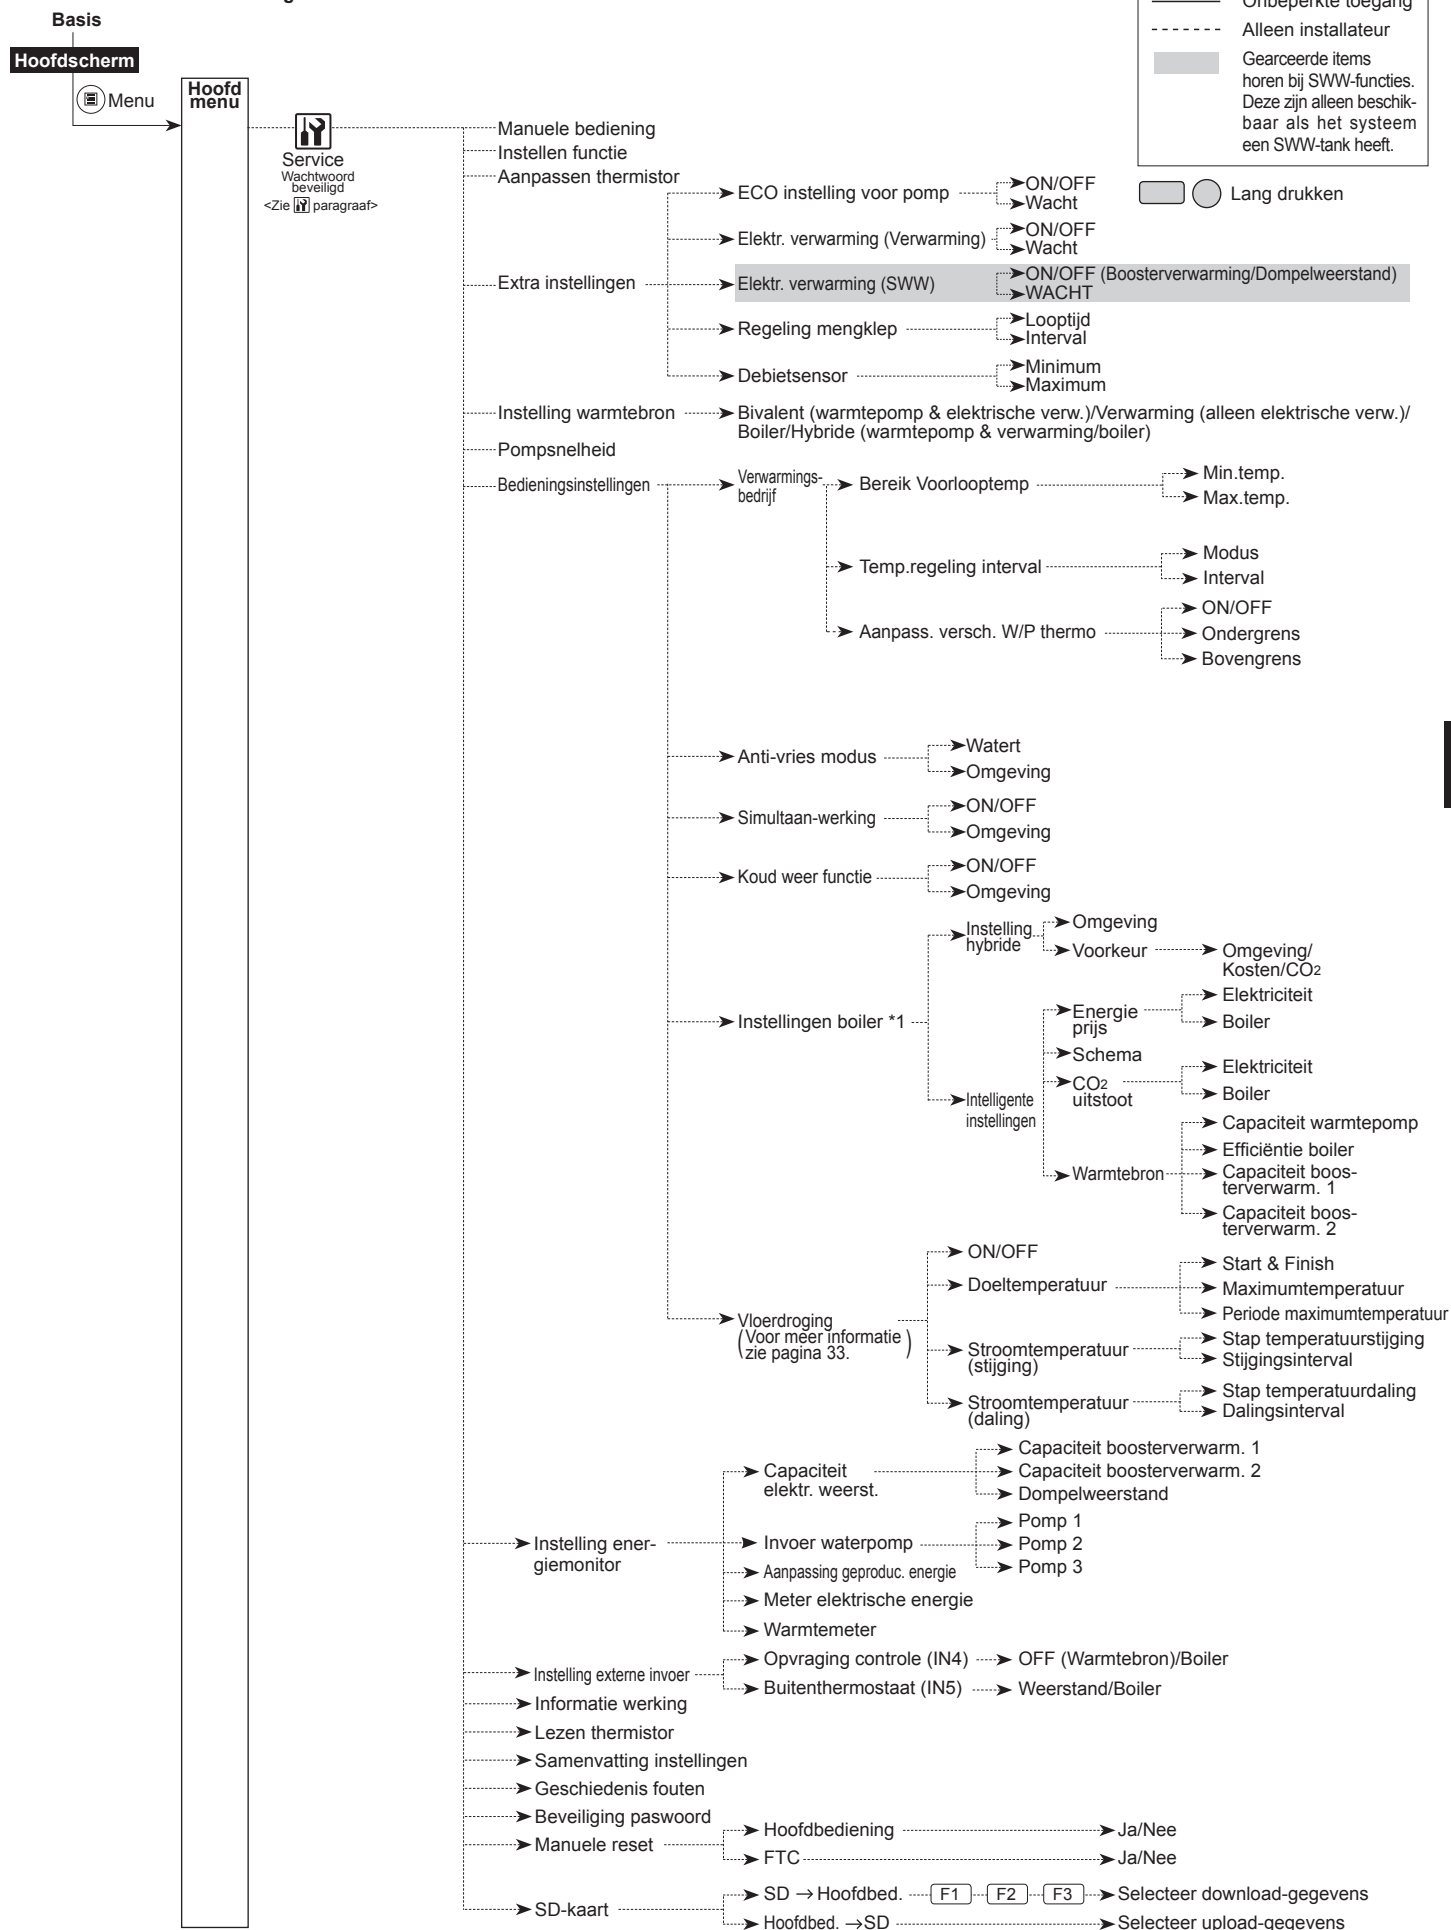 Basis
Hoofdscherm
Menu
Hoofd
menu
Service
Wachtwoord
beveiligd
<Zie paragraaf>
Onbeperkte toegang
Alleen installateur
Gearceerde items
horen bij SWW-functies.
Deze zijn alleen beschik-
baar als het systeem
een SWW-tank heeft.
Lang drukken
Manuele bediening
Instellen functie
Aanpassen thermistor
Extra instellingen
ECO instelling voor pomp
ON/OFF
Wacht
Elektr. verwarming (Verwarming)
ON/OFF
Wacht
Elektr. verwarming (SWW)
ON/OFF (Boosterverwarming/Dompelweerstand)
WACHT
Regeling mengklep
Looptijd
Interval
Debietsensor
Minimum
Maximum
Instelling warmtebron
Bivalent (warmtepomp & elektrische verw.)/Verwarming (alleen elektrische verw.)/
Boiler/Hybride (warmtepomp & verwarming/boiler)
Pompsnelheid
Bedieningsinstellingen
Verwarmings-
bedrijf
Bereik Voorlooptemp
Min.temp.
Max.temp.
Temp.regeling interval
Modus
Interval
Aanpass. versch. W/P thermo
ON/OFF
Ondergrens
Bovengrens
Anti-vries modus
Watert
Omgeving
Simultaan-werking
ON/OFF
Omgeving
Koud weer functie
ON/OFF
Omgeving
Instellingen boiler *1
Instelling
hybride
Omgeving
Voorkeur
Omgeving/
Kosten/CO2
Intelligente
instellingen
Energie
prijs
Elektriciteit
Boiler
Schema
CO2
uitstoot
Elektriciteit
Boiler
Warmtebron
Capaciteit warmtepomp
Efficiëntie boiler
Capaciteit boos-
terverwarm. 1
Capaciteit boos-
terverwarm. 2
Vloerdroging
(Voor meer informatie
zie pagina 33.)
ON/OFF
Doeltemperatuur
Start & Finish
Maximumtemperatuur
Periode maximumtemperatuur
Stroomtemperatuur
(stijging)
Stap temperatuurstijging
Stijgingsinterval
Stroomtemperatuur
(daling)
Stap temperatuurdaling
Dalingsinterval
Instelling ener-
giemonitor
Capaciteit
elektr. weerst.
Capaciteit boosterverwarm. 1
Capaciteit boosterverwarm. 2
Dompelweerstand
Invoer waterpomp
Pomp 1
Pomp 2
Pomp 3
Aanpassing geproduc. energie
Meter elektrische energie
Warmtemeter
Instelling externe invoer
Opvraging controle (IN4)
OFF (Warmtebron)/Boiler
Buitenthermostaat (IN5)
Weerstand/Boiler
Informatie werking
Lezen thermistor
Samenvatting instellingen
Geschiedenis fouten
Beveiliging paswoord
Manuele reset
Hoofdbediening
Ja/Nee
FTC
Ja/Nee
SD-kaart
SD → Hoofdbed.
F1
F2
F3
Selecteer download-gegevens
Hoofdbed. → SD
Selecteer upload-gegevens